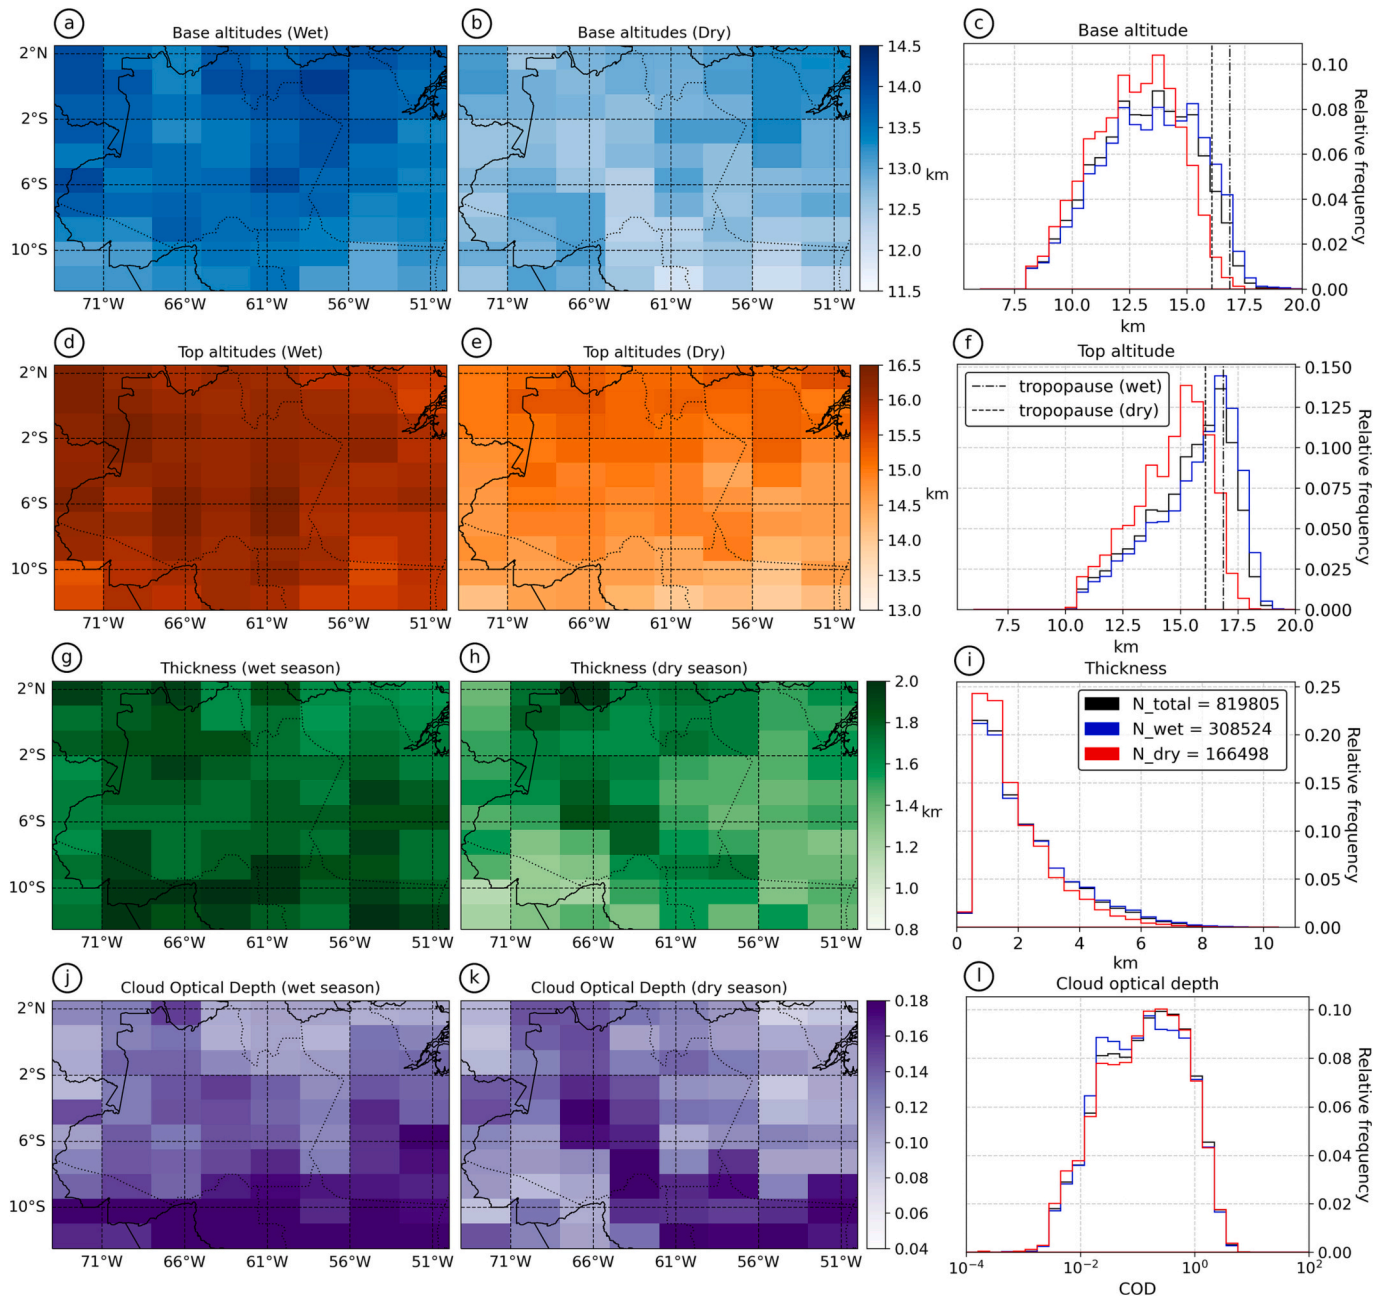 a
Base altitudes (Wet)
b
Base altitudes (Dry)
c
Base altitude
2°N
2°S
6°S
10°S
71°W 66°W 61°W 56°W 51°W
71°W 66°W 61°W 56°W 51°W
14.5
14.0
13.5
13.0
12.5
12.0
11.5
km
0.10
0.08
0.06
0.04
0.02
0.00
Relative frequency
7.5 10.0 12.5 15.0 17.5 20.0
km
d
Top altitudes (Wet)
e
Top altitudes (Dry)
f
Top altitude
2°N
2°S
6°S
10°S
71°W 66°W 61°W 56°W 51°W
71°W 66°W 61°W 56°W 51°W
16.5
16.0
15.5
15.0
14.5
14.0
13.5
13.0
km
tropopause (wet)
tropopause (dry)
0.150
0.125
0.100
0.075
0.050
0.025
0.000
Relative frequency
7.5 10.0 12.5 15.0 17.5 20.0
km
g
Thickness (wet season)
h
Thickness (dry season)
i
Thickness
2°N
2°S
6°S
10°S
71°W 66°W 61°W 56°W 51°W
71°W 66°W 61°W 56°W 51°W
2.0
1.8
1.6
1.4
1.2
1.0
0.8
km
N_total = 819805
N_wet = 308524
N_dry = 166498
0.25
0.20
0.15
0.10
0.05
0.00
Relative frequency
0 2 4 6 8 10
km
j
Cloud Optical Depth (wet season)
k
Cloud Optical Depth (dry season)
l
Cloud optical depth
2°N
2°S
6°S
10°S
71°W 66°W 61°W 56°W 51°W
71°W 66°W 61°W 56°W 51°W
0.18
0.16
0.14
0.12
0.10
0.08
0.06
0.04
0.10
0.08
0.06
0.04
0.02
0.00
Relative frequency
10⁻⁴ 10⁻² 10⁰ 10²
COD